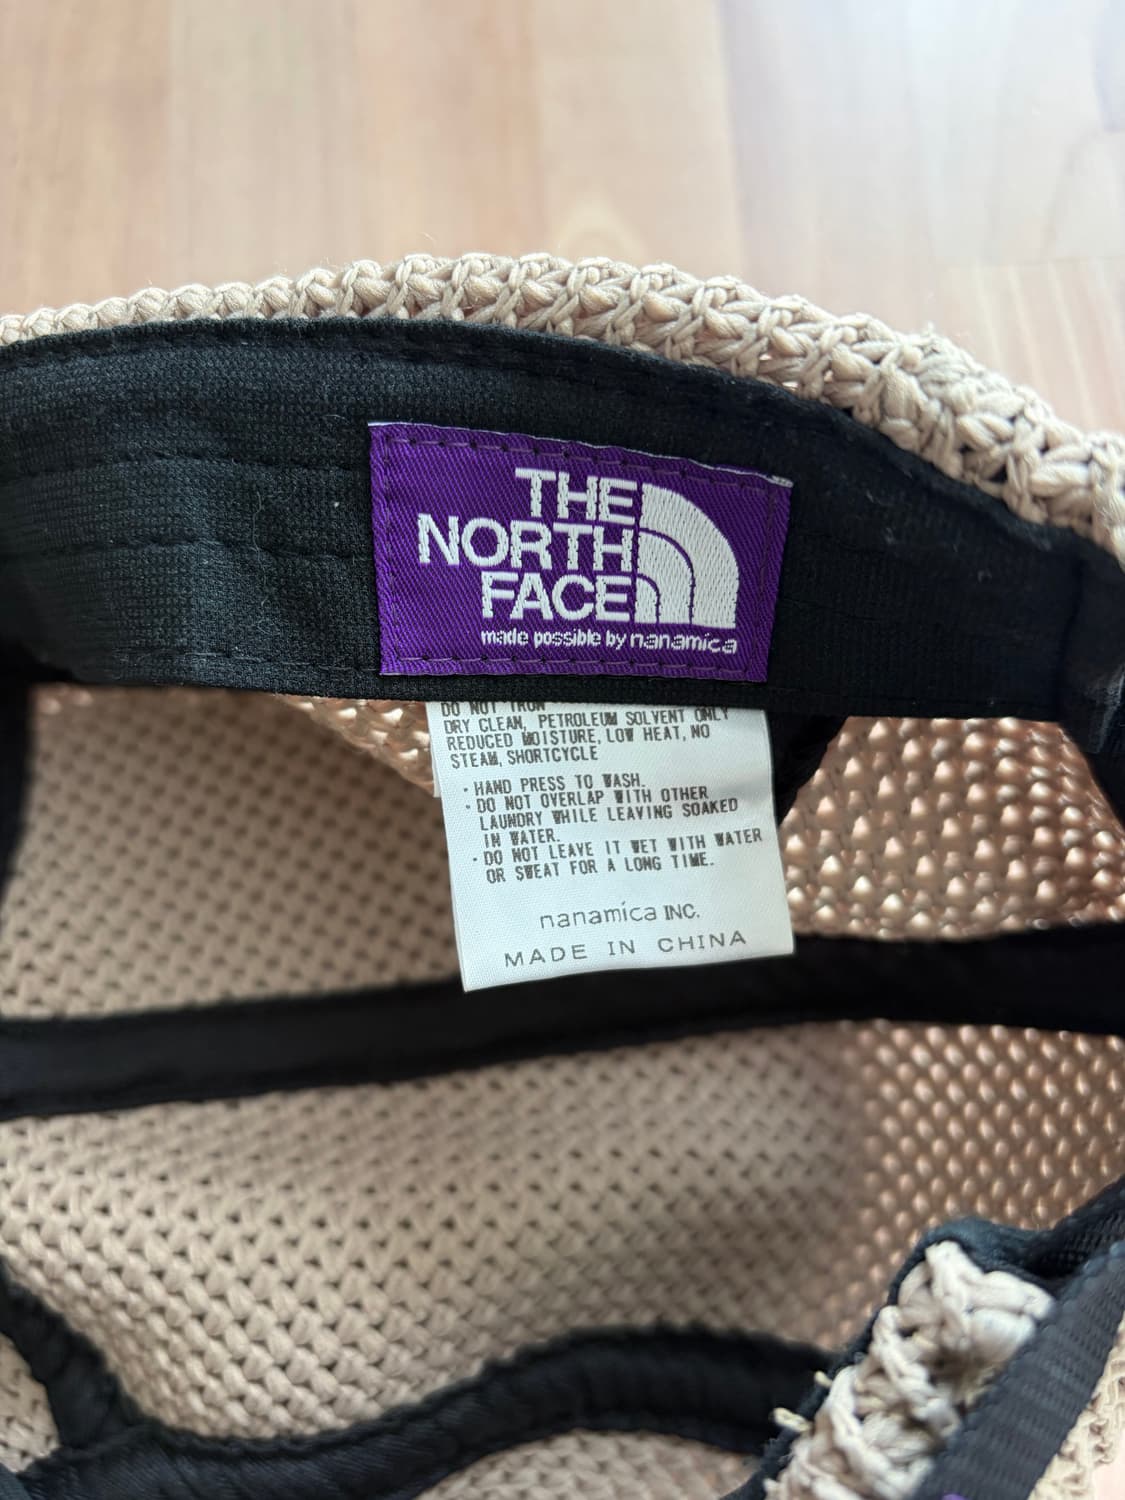 THE
NORTH
FACE
made possible by nanamica
DO NOT IRON
DRY CLEAN, PETROLEUM SOLVENT ONLY
REDUCED MOISTURE, LOW HEAT, NO
STEAM, SHORTCYCLE
・HAND PRESS TO WASH.
・DO NOT OVERLAP WITH OTHER
LAUNDRY WHILE LEAVING SOAKED
IN WATER.
・DO NOT LEAVE IT WET WITH WATER
OR SWEAT FOR A LONG TIME.
nanamica INC.
MADE IN CHINA